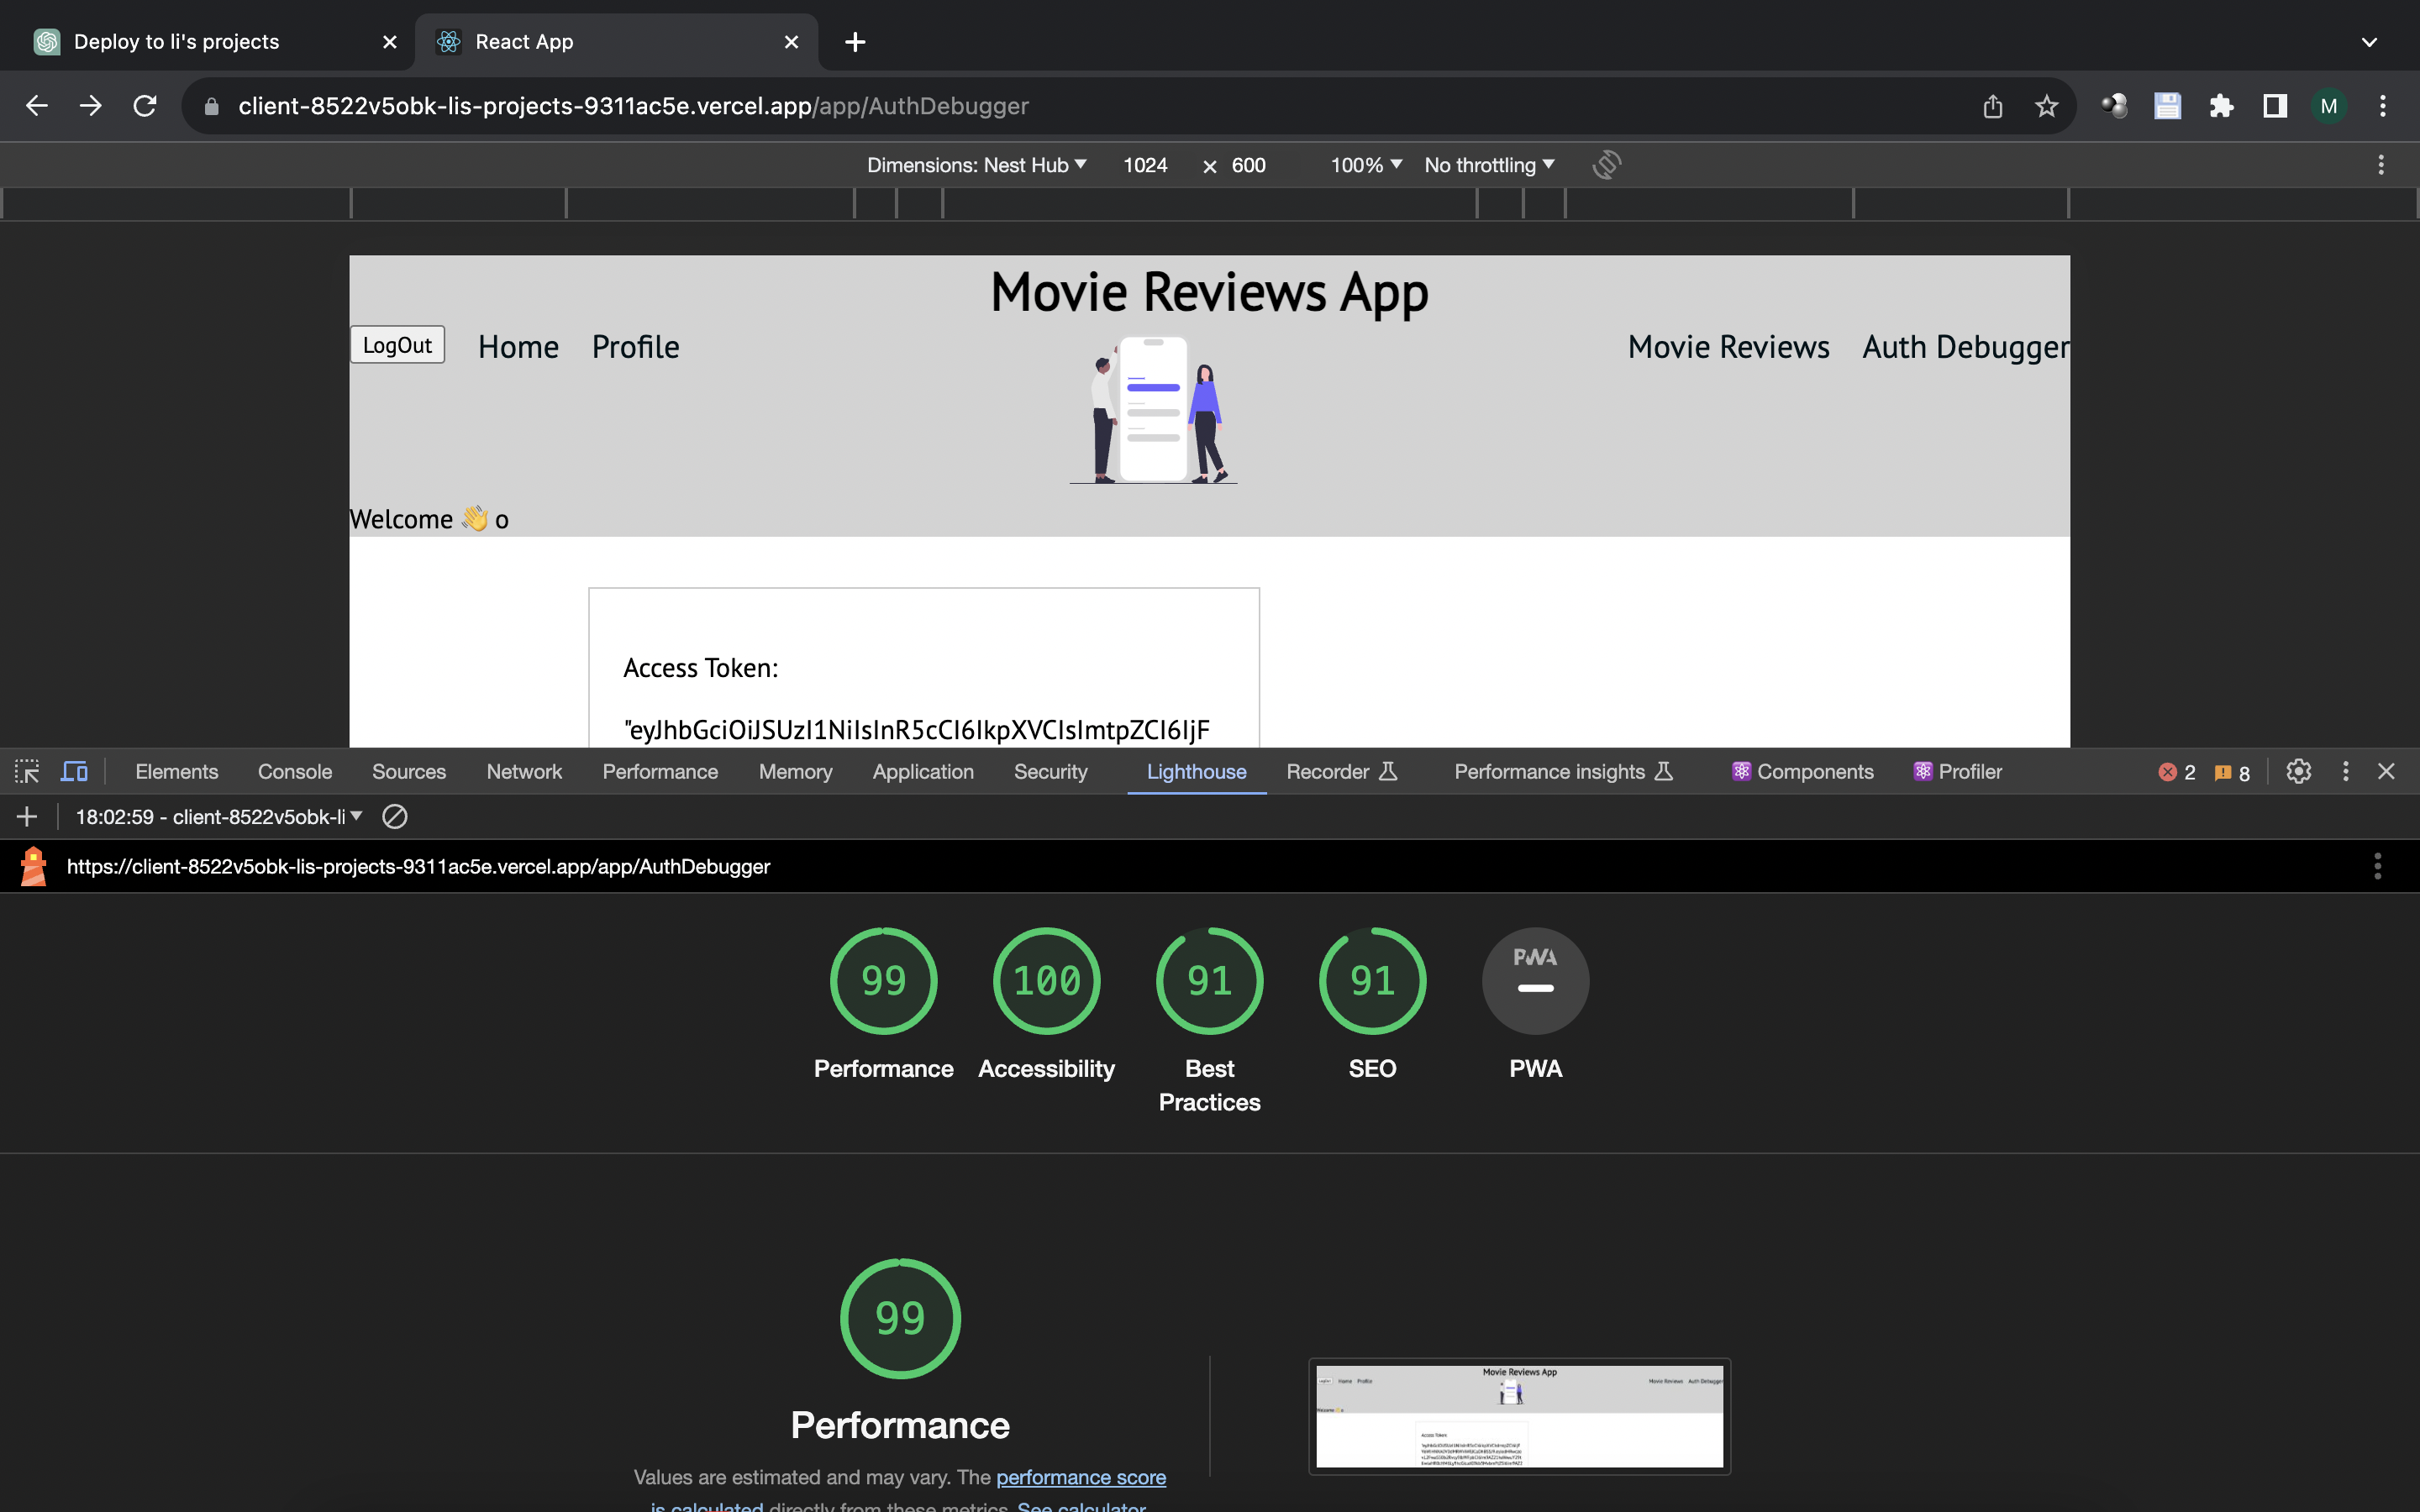 Deploy to li's projects
React App
client-8522v5obk-lis-projects-9311ac5e.vercel.app/app/AuthDebugger
M
Dimensions: Nest Hub 1024 × 600 100% No throttling
Movie Reviews App
LogOut Home Profile Movie Reviews Auth Debugger
Welcome 👋 o
Access Token:
"eyJhbGciOiJSUzI1NiIsInR5cCI6IkpXVCIsImtpZCI6IjF
Elements Console Sources Network Performance Memory Application Security Lighthouse Recorder Performance insights Components Profiler 2 8
18:02:59 - client-8522v5obk-li
https://client-8522v5obk-lis-projects-9311ac5e.vercel.app/app/AuthDebugger
99 100 91 91 PWA
Performance Accessibility Best Practices SEO PWA
99
Performance
Values are estimated and may vary. The performance score
is calculated directly from these metrics. See calculator.
Movie Reviews App
LogOut Home Profile Movie Reviews Auth Debugger
Welcome 👋 o
Access Token: